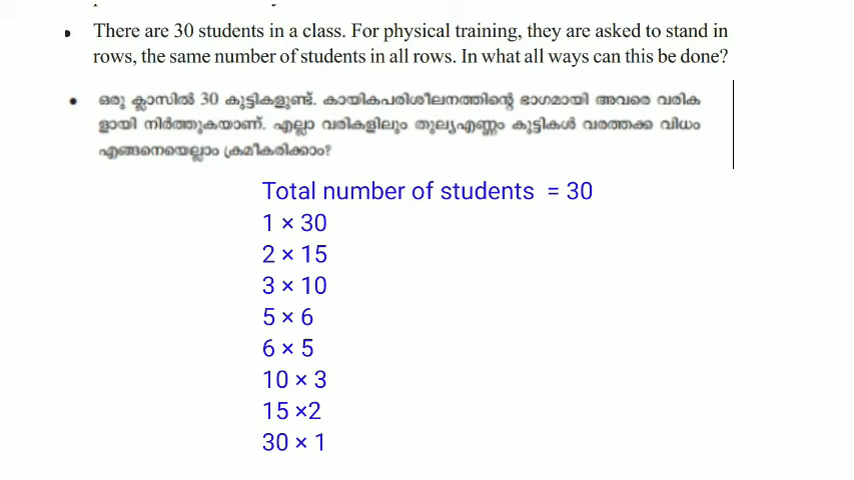 • There are 30 students in a class. For physical training, they are asked to stand in
rows, the same number of students in all rows. In what all ways can this be done?
• ഒരു ക്ലാസിൽ 30 കുട്ടികളുണ്ട്. കായികപരിശീലനത്തിന്റെ ഭാഗമായി അവരെ വരിക
ളായി നിർത്തുകയാണ്. എല്ലാ വരികളിലും തുല്യഎണ്ണം കുട്ടികൾ വരത്തക്ക വിധം
എങ്ങനെയെല്ലാം ക്രമീകരിക്കാം?
Total number of students = 30
1 × 30
2 × 15
3 × 10
5 × 6
6 × 5
10 × 3
15 ×2
30 × 1